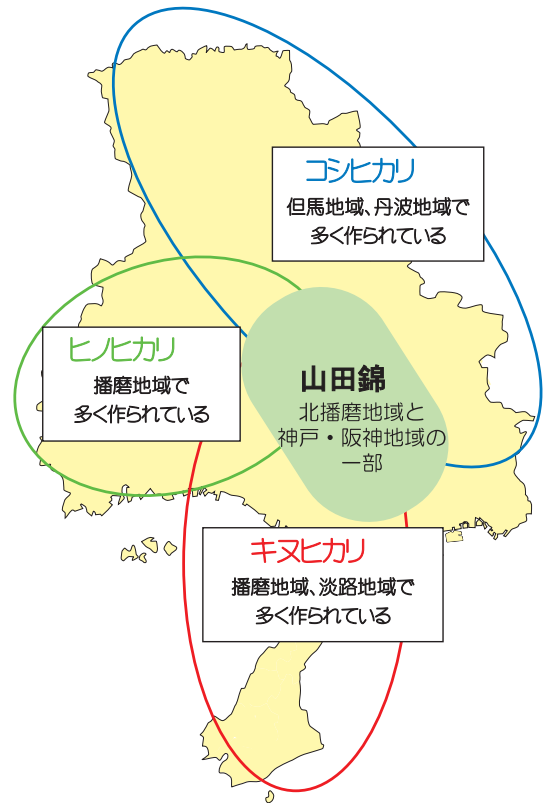 コシヒカリ
但馬地域、丹波地域で
多く作られている
ヒノヒカリ
播磨地域で
多く作られている
山田錦
北播磨地域と
神戸・阪神地域の
一部
キヌヒカリ
播磨地域、淡路地域で
多く作られている